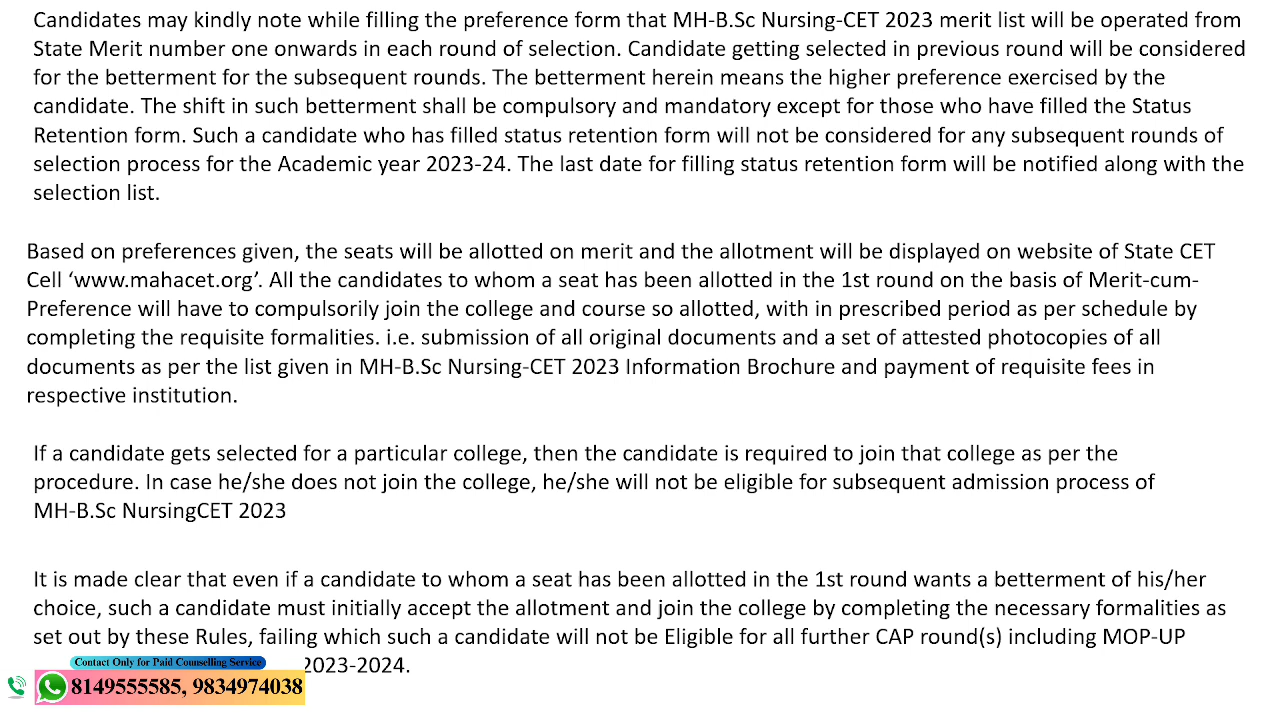 Candidates may kindly note while filling the preference form that MH-B.Sc Nursing-CET 2023 merit list will be operated from
State Merit number one onwards in each round of selection. Candidate getting selected in previous round will be considered
for the betterment for the subsequent rounds. The betterment herein means the higher preference exercised by the
candidate. The shift in such betterment shall be compulsory and mandatory except for those who have filled the Status
Retention form. Such a candidate who has filled status retention form will not be considered for any subsequent rounds of
selection process for the Academic year 2023-24. The last date for filling status retention form will be notified along with the
selection list.
Based on preferences given, the seats will be allotted on merit and the allotment will be displayed on website of State CET
Cell ‘www.mahacet.org’. All the candidates to whom a seat has been allotted in the 1st round on the basis of Merit-cum-
Preference will have to compulsorily join the college and course so allotted, with in prescribed period as per schedule by
completing the requisite formalities. i.e. submission of all original documents and a set of attested photocopies of all
documents as per the list given in MH-B.Sc Nursing-CET 2023 Information Brochure and payment of requisite fees in
respective institution.
If a candidate gets selected for a particular college, then the candidate is required to join that college as per the
procedure. In case he/she does not join the college, he/she will not be eligible for subsequent admission process of
MH-B.Sc NursingCET 2023
It is made clear that even if a candidate to whom a seat has been allotted in the 1st round wants a betterment of his/her
choice, such a candidate must initially accept the allotment and join the college by completing the necessary formalities as
set out by these Rules, failing which such a candidate will not be Eligible for all further CAP round(s) including MOP-UP
2023-2024.
Contact Only for Paid Counselling Service
8149555585, 9834974038